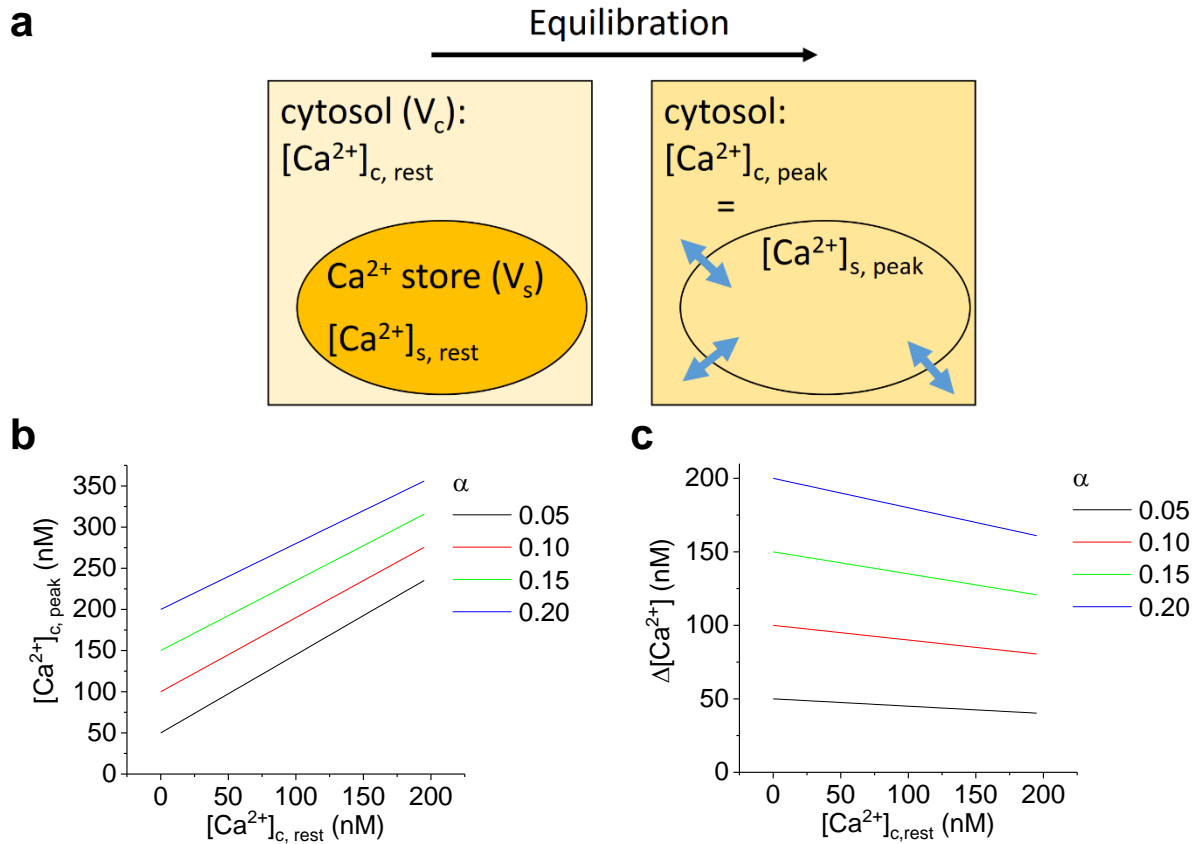 a
Equilibration
cytosol (Vc):
[Ca2+]c, rest
Ca2+ store (Vs)
[Ca2+]s, rest
cytosol:
[Ca2+]c, peak
=
[Ca2+]s, peak
b
[Ca2+]c, peak (nM)
350
300
250
200
150
100
50
0
0 50 100 150 200
[Ca2+]c, rest (nM)
α
0.05
0.10
0.15
0.20
c
Δ[Ca2+] (nM)
200
150
100
50
0
0 50 100 150 200
[Ca2+]c,rest (nM)
α
0.05
0.10
0.15
0.20